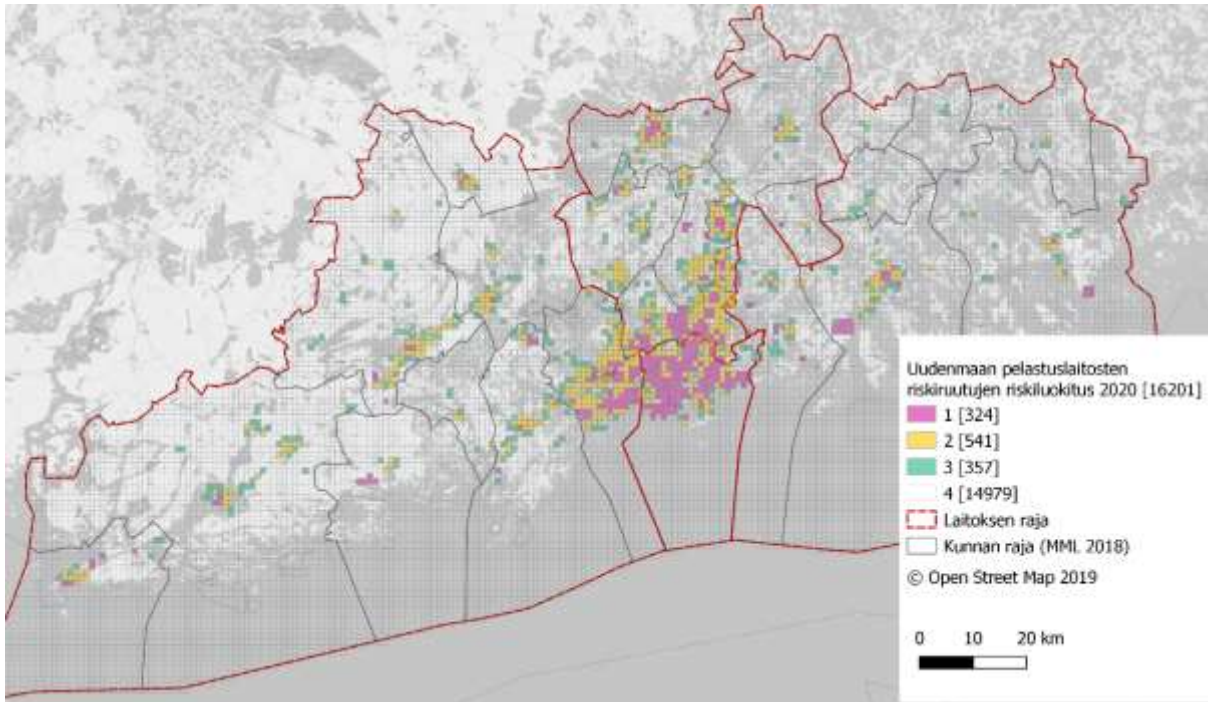 Uudenmaan pelastuslaitosten
riskiruutujen riskiluokitus 2020 [16201]
1 [324]
2 [541]
3 [357]
4 [14979]
Laitoksen raja
Kunnan raja (MML 2018)
© Open Street Map 2019
0 10 20 km